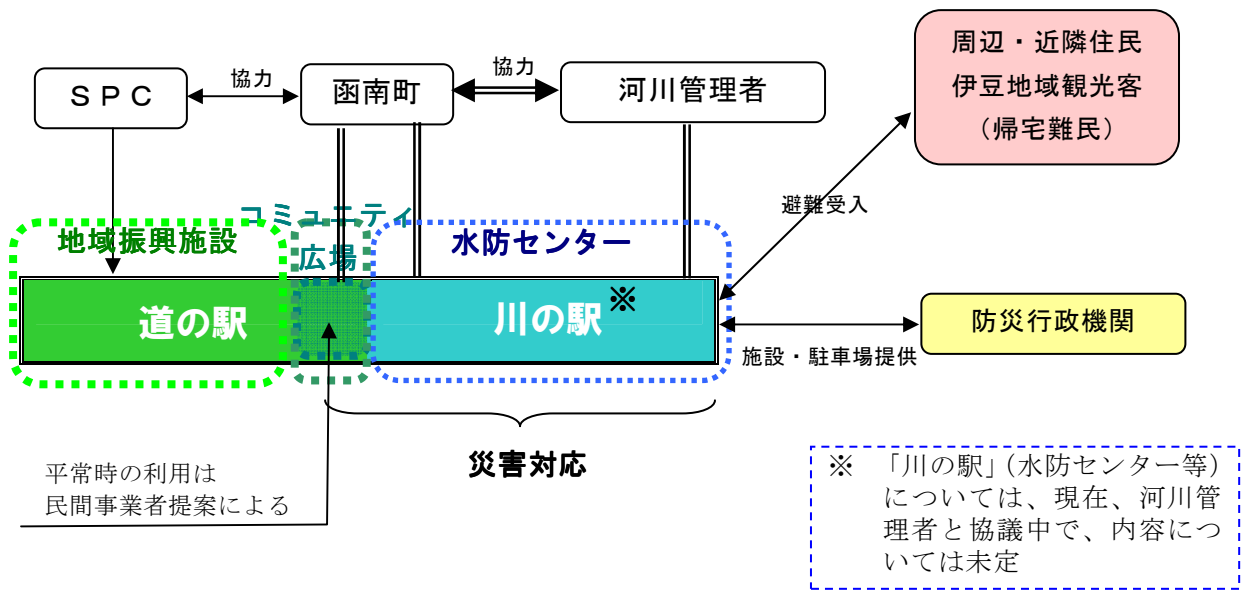 周辺・近隣住民
伊豆地域観光客
（帰宅難民）
ＳＰＣ
協力
函南町
協力
河川管理者
避難受入
コミュニティ
広場
地域振興施設
水防センター
道の駅
川の駅※
防災行政機関
施設・駐車場提供
災害対応
平常時の利用は
民間事業者提案による
※　「川の駅」（水防センター等）
については、現在、河川管
理者と協議中で、内容につ
いては未定